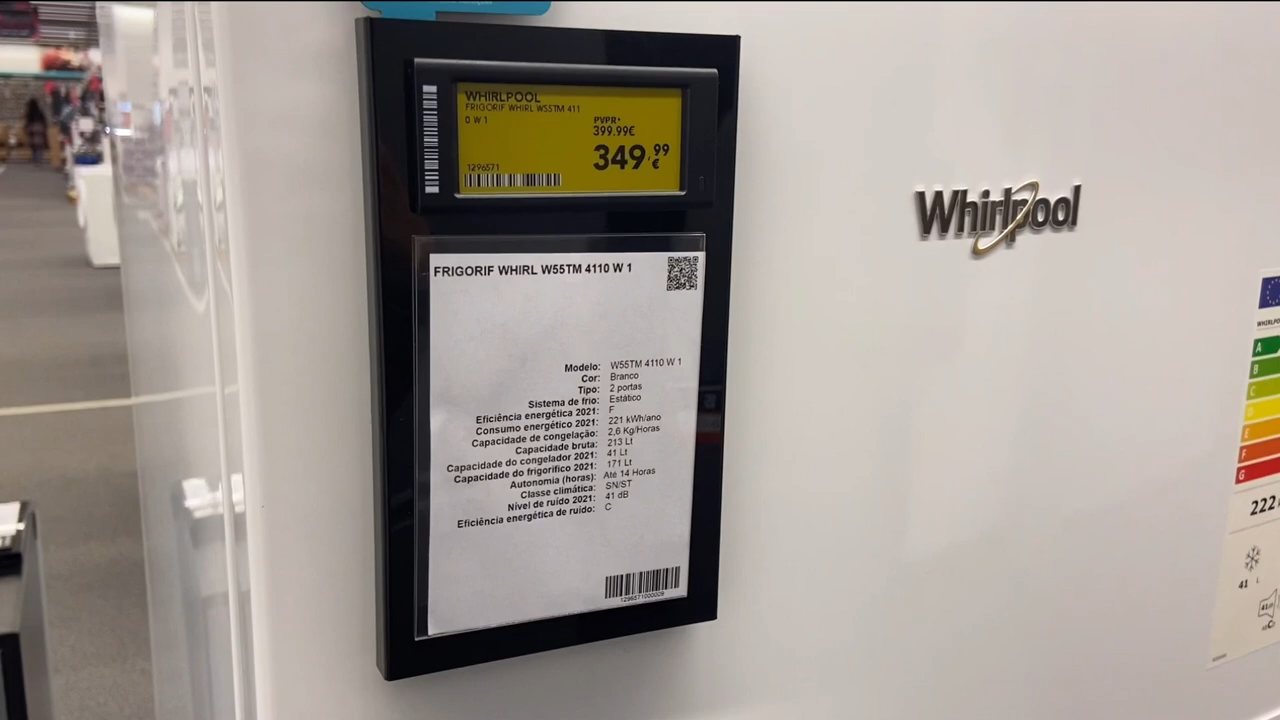 WHIRLPOOL
FRIGORIF WHIRL W55TM 411
0 W 1
PVPR*
399.99€
349,99€
1296571
FRIGORIF WHIRL W55TM 4110 W 1
Modelo: W55TM 4110 W 1
Cor: Branco
Tipo: 2 portas
Sistema de frio: Estático
Eficiência energética 2021: F
Consumo energético 2021: 221 kWh/ano
Capacidade de congelação: 2,6 Kg/Horas
Capacidade bruta: 213 Lt
Capacidade do congelador 2021: 41 Lt
Capacidade do frigorifico 2021: 171 Lt
Autonomia (horas): Até 14 Horas
Classe climática: SN/ST
Nível de ruído 2021: 41 dB
Eficiência energética de ruído: C
1296571000009
Whirlpool
A
B
C
D
E
F
G
222
41 L